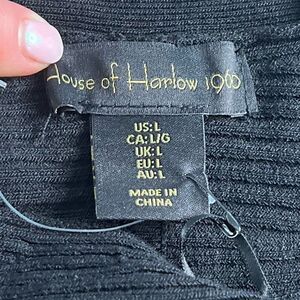 House of Harlow 1960
US: L
CA: L/G
UK: L
EU: L
AU: L
MADE IN
CHINA